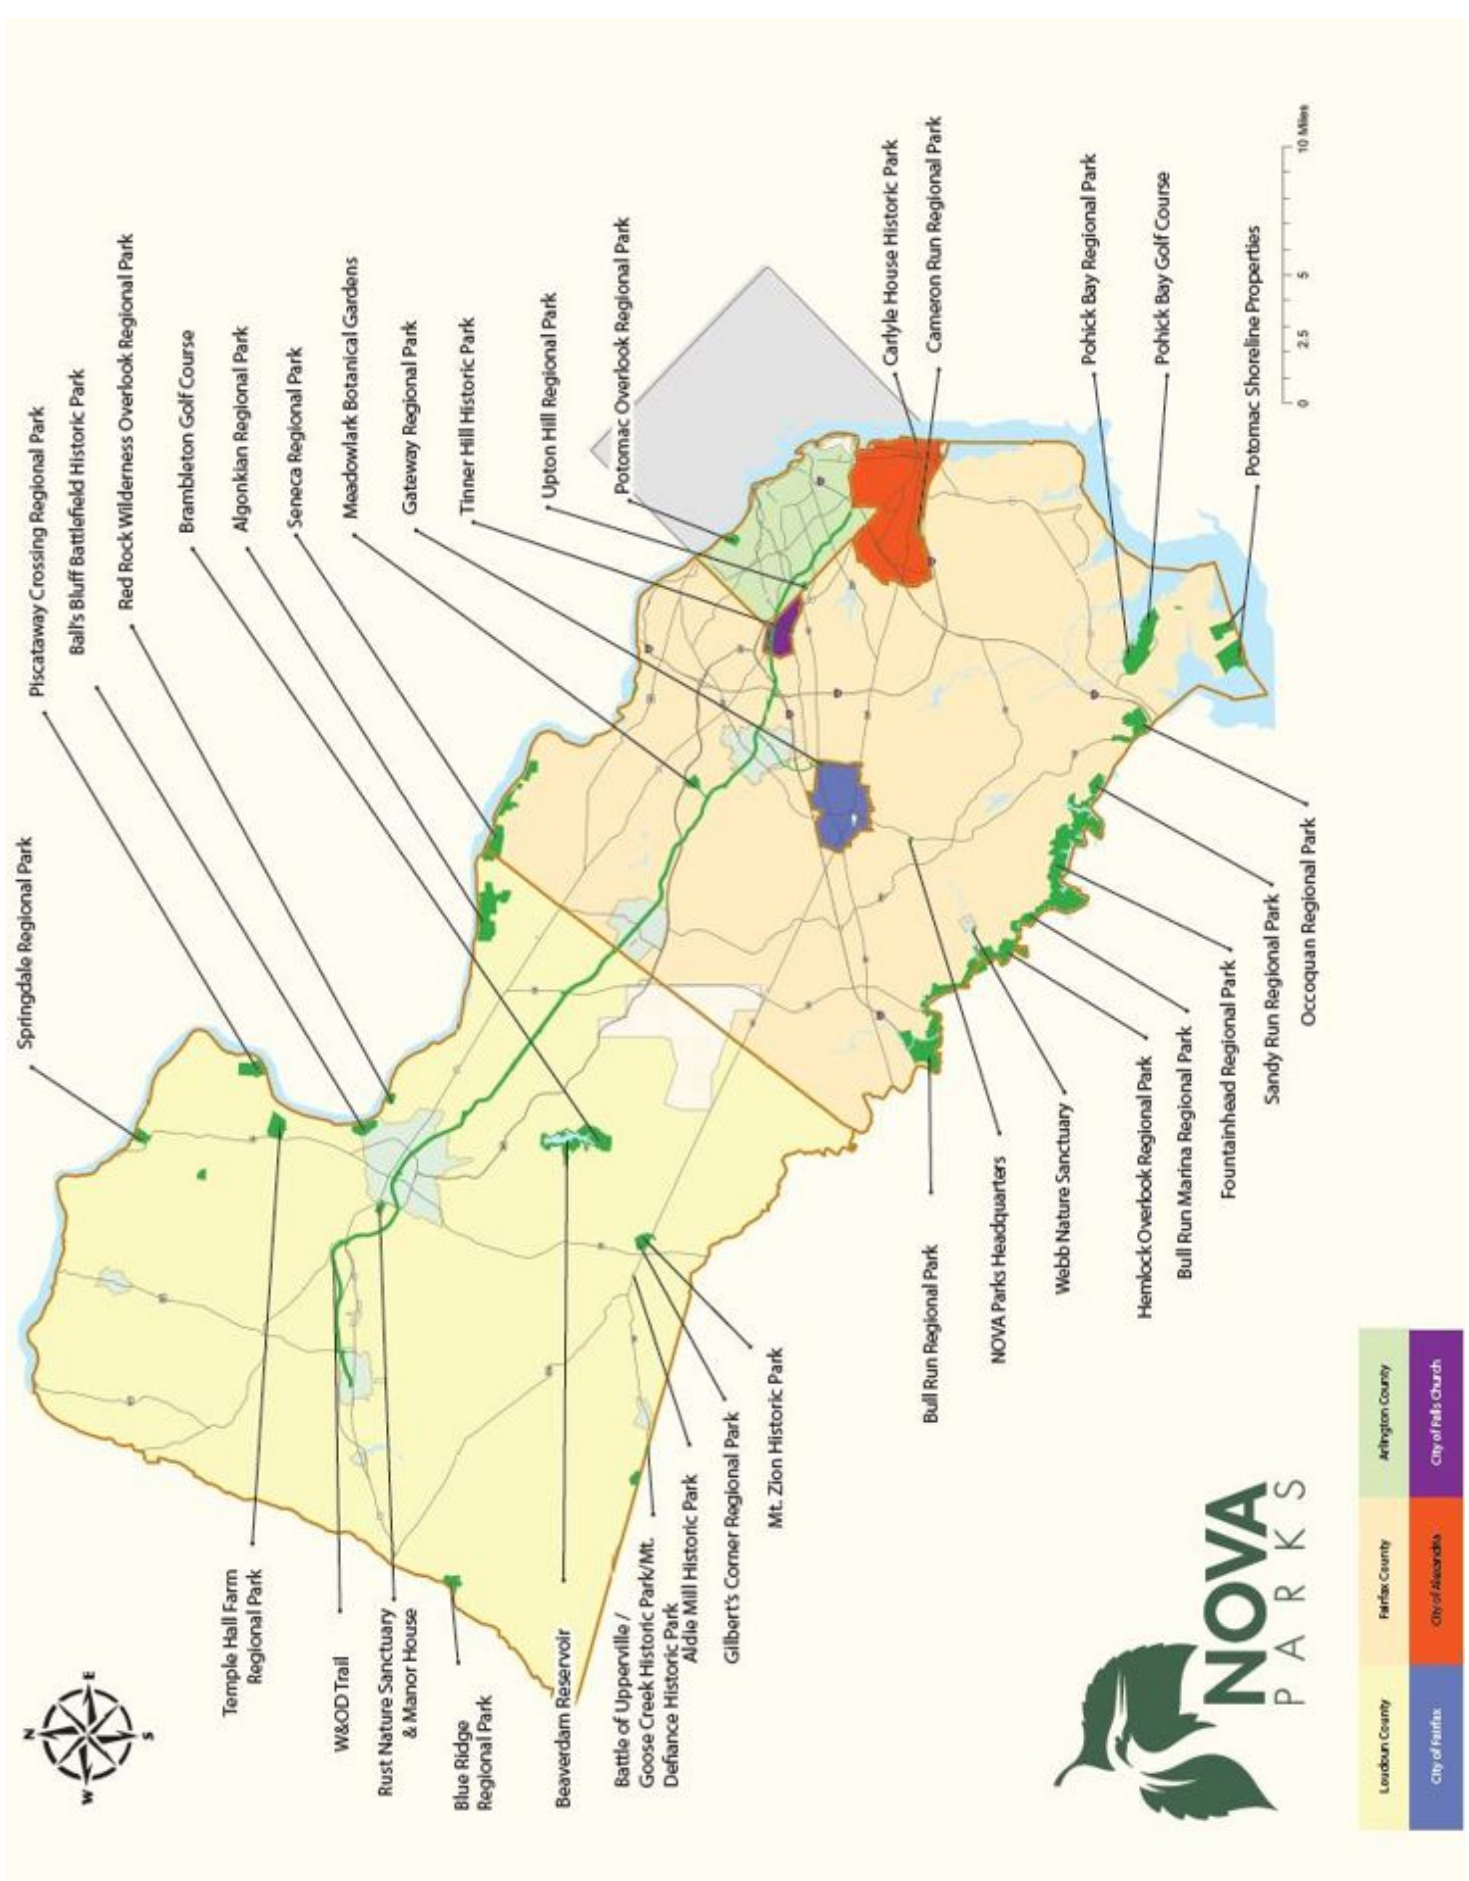 Springdale Regional Park
Piscataway Crossing Regional Park
Ball's Bluff Battlefield Historic Park
Red Rock Wilderness Overlook Regional Park
Brambleton Golf Course
Algonkian Regional Park
Seneca Regional Park
Meadowlark Botanical Gardens
Gateway Regional Park
Tinner Hill Historic Park
Upton Hill Regional Park
Potomac Overlook Regional Park
Carlyle House Historic Park
Cameron Run Regional Park
Pohick Bay Regional Park
Pohick Bay Golf Course
Potomac Shoreline Properties
0 2.5 5 10 Miles
N
E
S
W
Temple Hall Farm
Regional Park
W&OD Trail
Rust Nature Sanctuary
& Manor House
Blue Ridge
Regional Park
Beaverdam Reservoir
Battle of Upperville /
Goose Creek Historic Park/Mt.
Defiance Historic Park
Aldie Mill Historic Park
Gilbert's Corner Regional Park
Mt. Zion Historic Park
Bull Run Regional Park
NOVA Parks Headquarters
Webb Nature Sanctuary
Hemlock Overlook Regional Park
Bull Run Marina Regional Park
Fountainhead Regional Park
Sandy Run Regional Park
Occoquan Regional Park
NOVA
PARKS
Loudoun County
Fairfax County
Arlington County
City of Fairfax
City of Alexandria
City of Falls Church